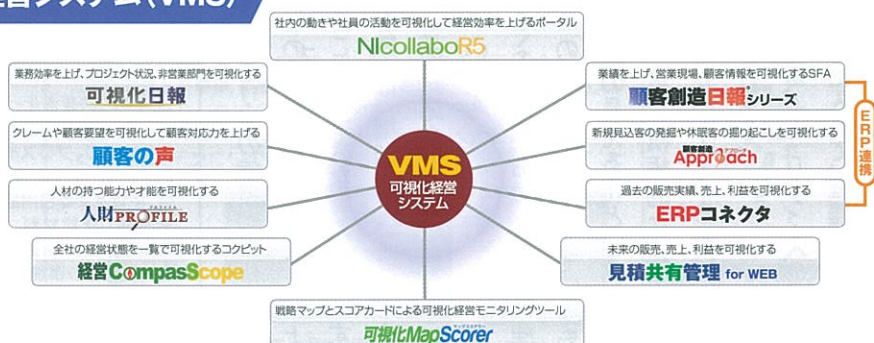 経営システム(VMS)
社内の動きや社員の活動を可視化して経営効率を上げるポータル
NIcollaboR5
業務効率を上げ、プロジェクト状況、非営業部門を可視化する
可視化日報
クレームや顧客要望を可視化して顧客対応力を上げる
顧客の声
人材の持つ能力や才能を可視化する
人財PROFILE
全社の経営状態を一覧で可視化するコクピット
経営CompasScope
VMS
可視化経営
システム
業績を上げ、営業現場、顧客情報を可視化するSFA
顧客創造日報シリーズ
新規見込客の発掘や休眠客の掘り起こしを可視化する
顧客創造 アプローチ
Approach
過去の販売実績、売上、利益を可視化する
ERPコネクタ
ERP連携
未来の販売、売上、利益を可視化する
見積共有管理 for WEB
戦略マップとスコアカードによる可視化経営モニタリングツール
可視化MapScorer